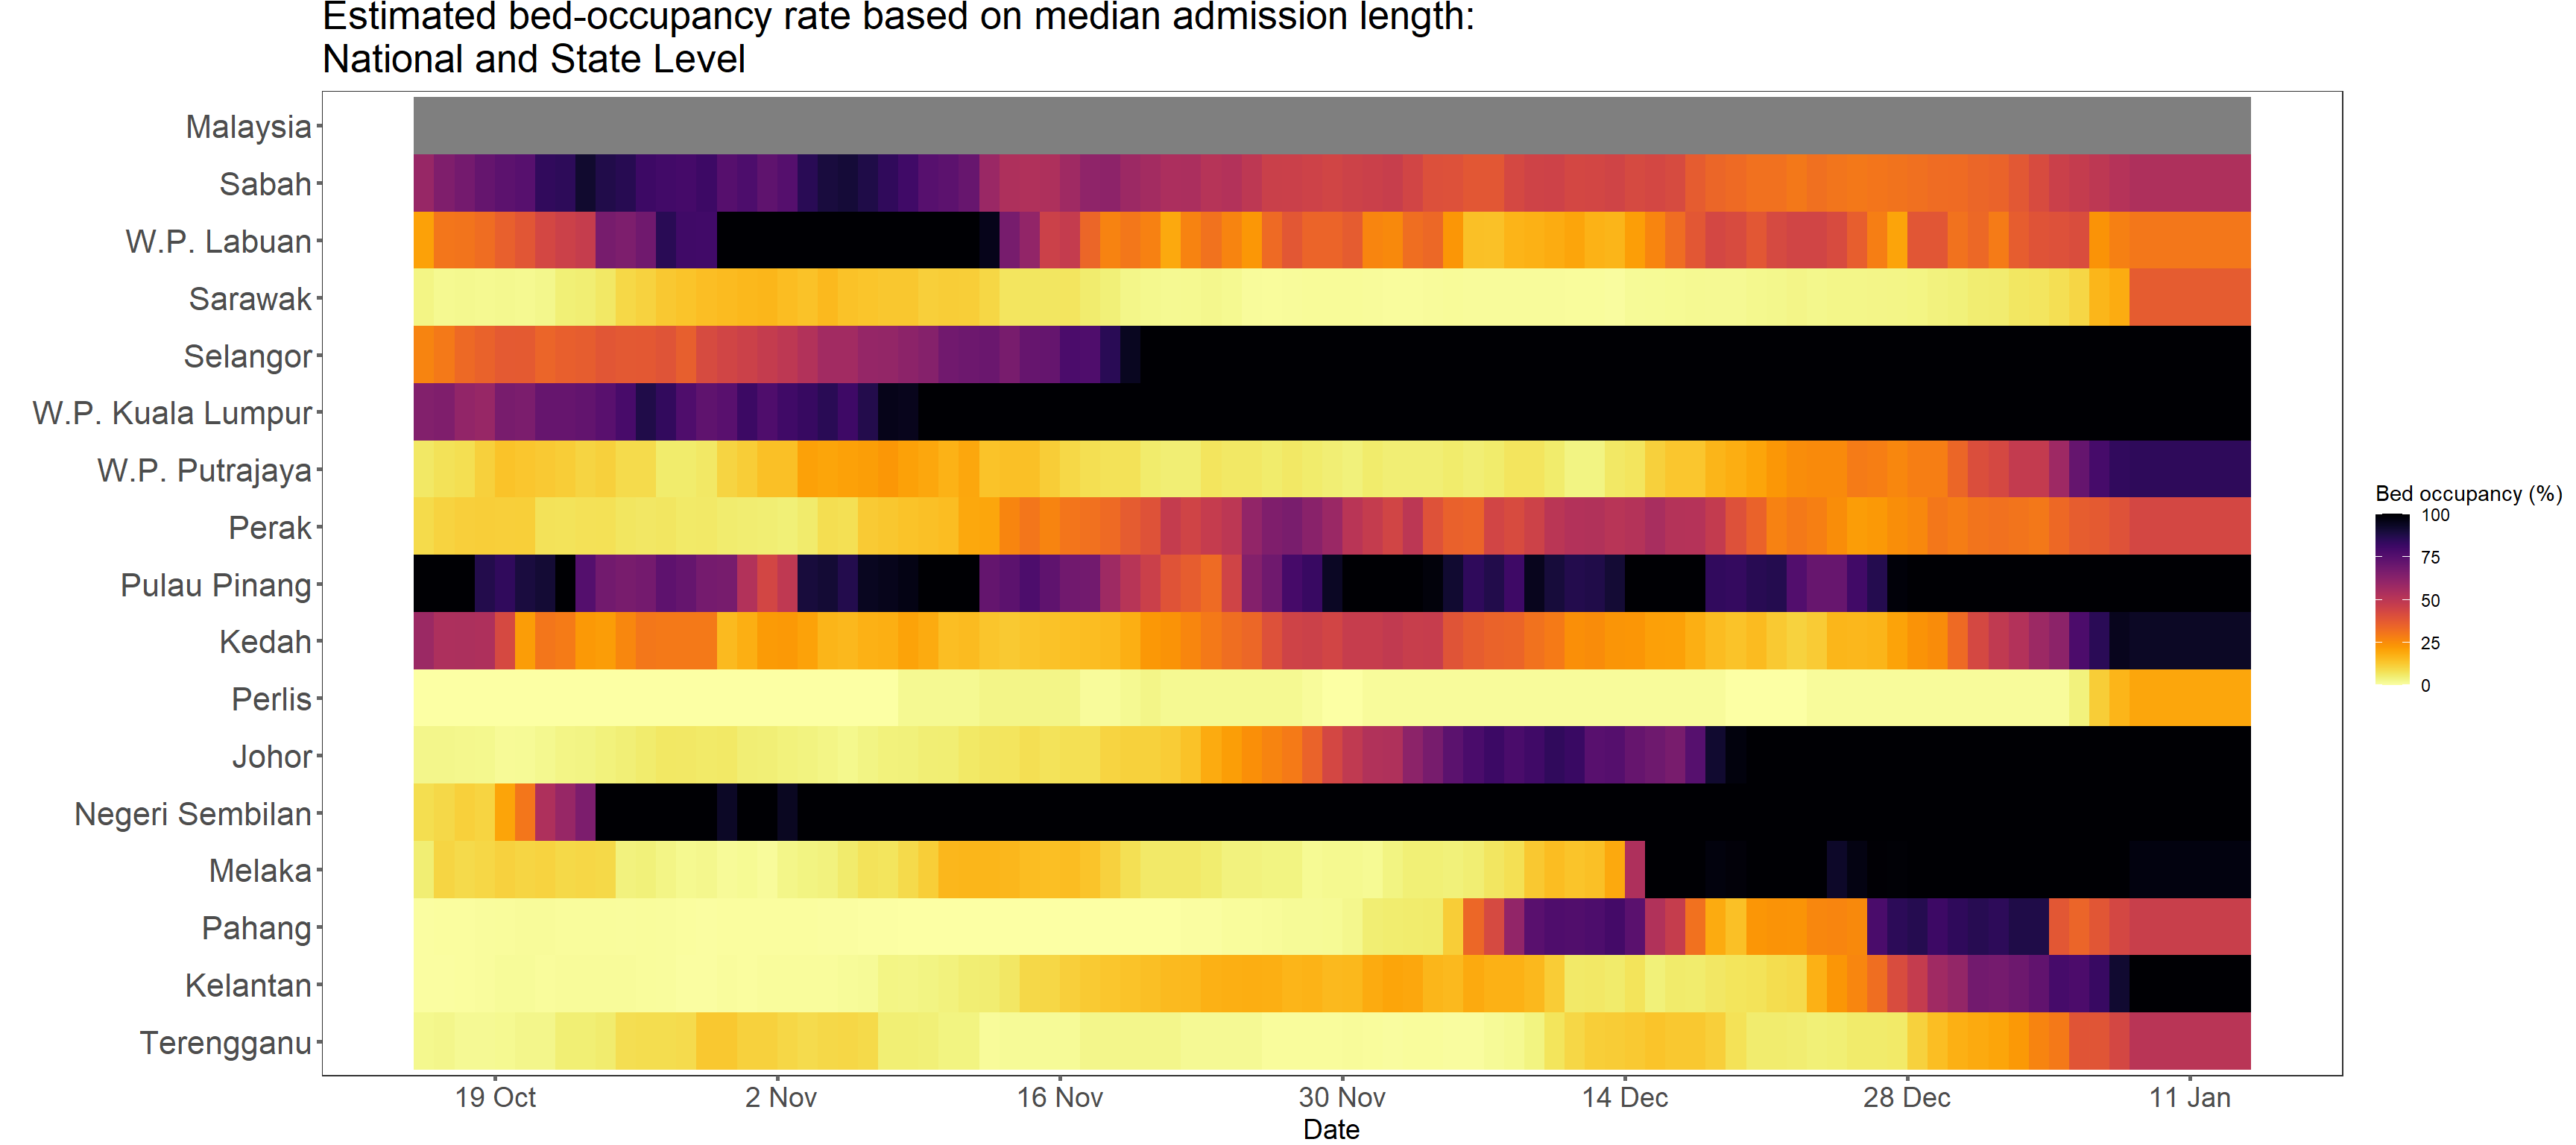 Estimated bed-occupancy rate based on median admission length:
National and State Level
Malaysia
Sabah
W.P. Labuan
Sarawak
Selangor
W.P. Kuala Lumpur
W.P. Putrajaya
Perak
Pulau Pinang
Kedah
Perlis
Johor
Negeri Sembilan
Melaka
Pahang
Kelantan
Terengganu
19 Oct
2 Nov
16 Nov
30 Nov
14 Dec
28 Dec
11 Jan
Date
Bed occupancy (%)
100
75
50
25
0